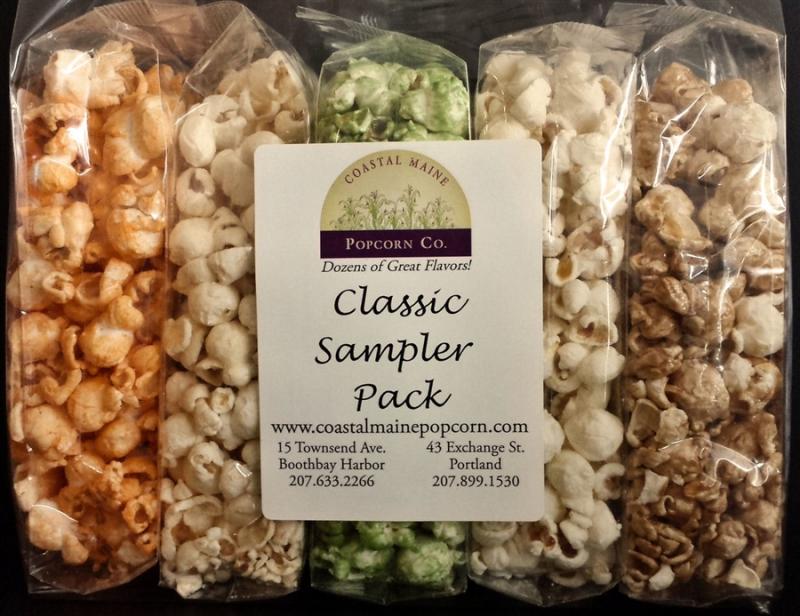 COASTAL MAINE
POPCORN CO.
Dozens of Great Flavors!
Classic
Sampler
Pack
www.coastalmainepopcorn.com
15 Townsend Ave.
Boothbay Harbor
207.633.2266
43 Exchange St.
Portland
207.899.1530